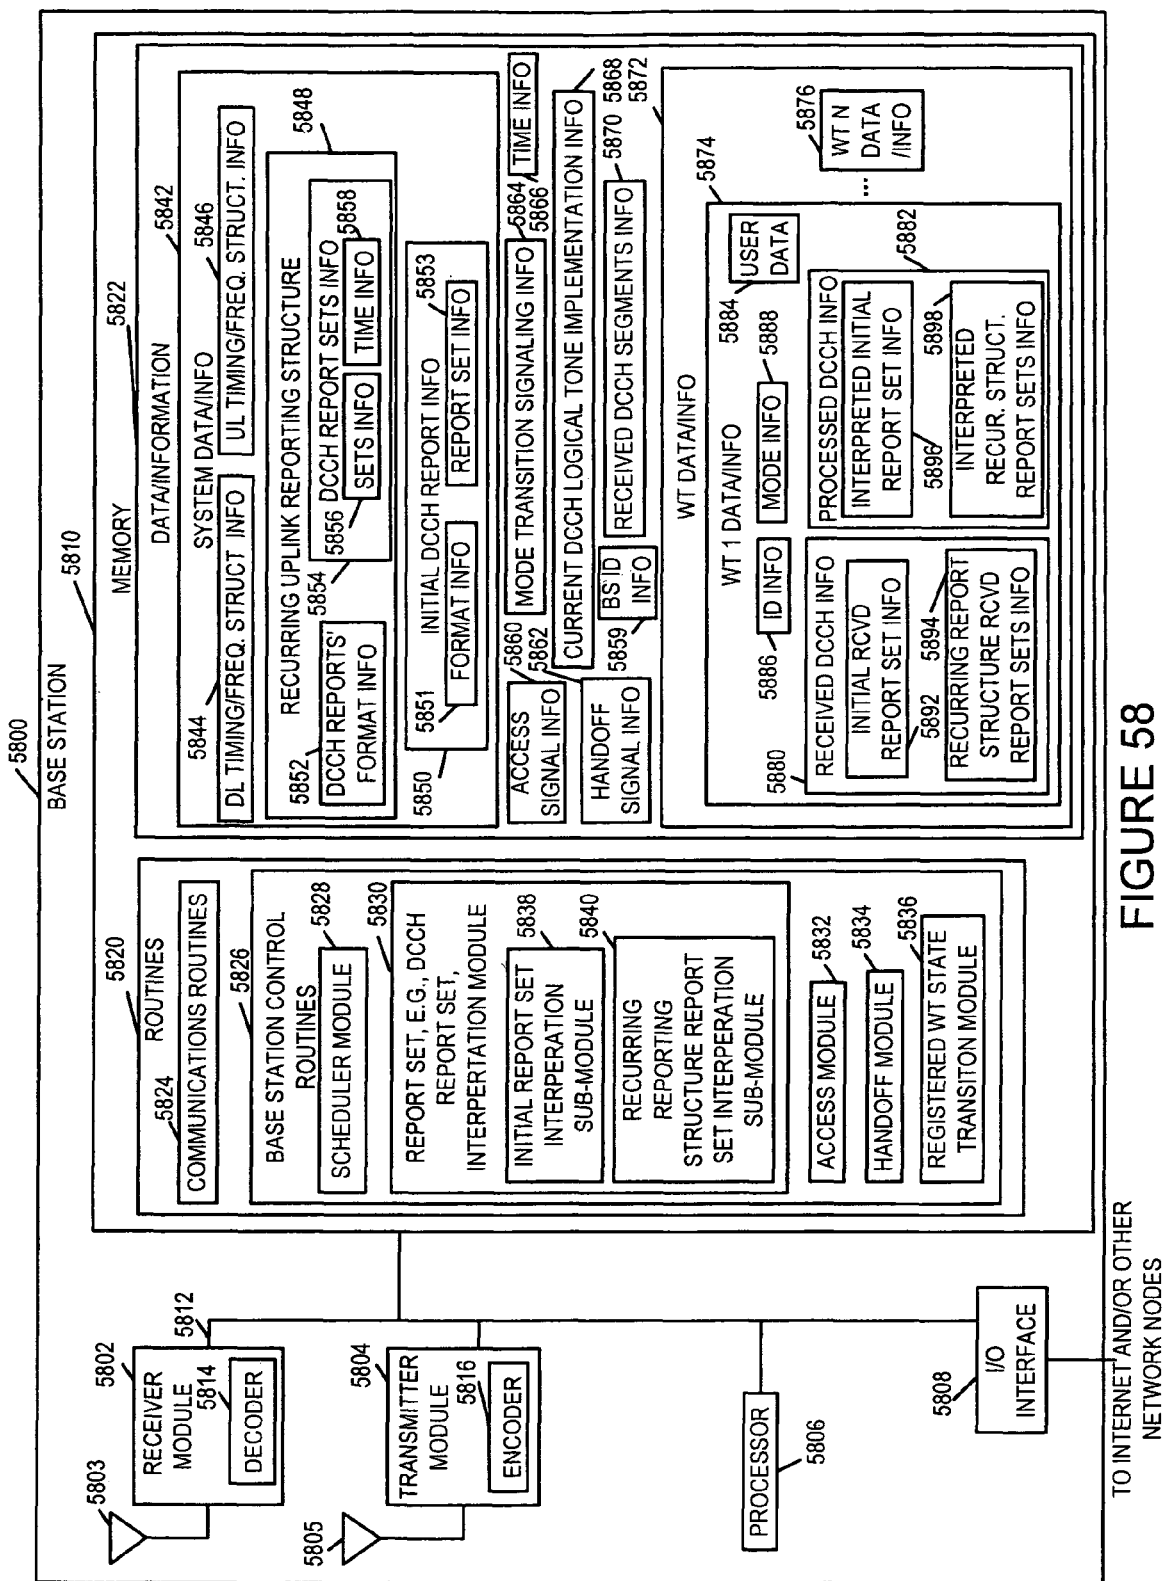 5800
BASE STATION
5803
5802
RECEIVER
MODULE
5814
DECODER
5812
5805
5804
TRANSMITTER
MODULE
5816
ENCODER
PROCESSOR
5806
5808
I/O
INTERFACE
TO INTERNET AND/OR OTHER
NETWORK NODES
5810
MEMORY
5820
ROUTINES
5824
COMMUNICATIONS ROUTINES
5826
BASE STATION CONTROL
ROUTINES
5828
SCHEDULER MODULE
5830
REPORT SET, E.G., DCCH
REPORT SET,
INTERPERTATION MODULE
5838
INITIAL REPORT SET
INTERPERATION
SUB-MODULE
5840
RECURRING
REPORTING
STRUCTURE REPORT
SET INTERPERATION
SUB-MODULE
5832
ACCESS MODULE
5834
HANDOFF MODULE
5836
REGISTERED WT STATE
TRANSITON MODULE
5822
DATA/INFORMATION
5842
SYSTEM DATA/INFO
5844
DL TIMING/FREQ. STRUCT INFO
5846
UL TIMING/FREQ. STRUCT. INFO
5848
RECURRING UPLINK REPORTING STRUCTURE
5852
DCCH REPORTS'
FORMAT INFO
5854
DCCH REPORT SETS INFO
5856
SETS INFO
5858
TIME INFO
5850
INITIAL DCCH REPORT INFO
5851
FORMAT INFO
5853
REPORT SET INFO
5860
ACCESS
SIGNAL INFO
5864
MODE TRANSITION SIGNALING INFO
5866
TIME INFO
5862
HANDOFF
SIGNAL INFO
5868
CURRENT DCCH LOGICAL TONE IMPLEMENTATION INFO
5859
BS ID
INFO
5870
RECEIVED DCCH SEGMENTS INFO
5872
WT DATA/INFO
5874
WT 1 DATA/INFO
5876
WT N
DATA
/INFO
...
5884
USER
DATA
5886
ID INFO
5888
MODE INFO
5880
RECEIVED DCCH INFO
5892
INITIAL RCVD
REPORT SET INFO
5894
RECURRING REPORT
STRUCTURE RCVD
REPORT SETS INFO
5882
PROCESSED DCCH INFO
5896
INTERPRETED INITIAL
REPORT SET INFO
5898
INTERPRETED
RECUR. STRUCT.
REPORT SETS INFO
FIGURE 58